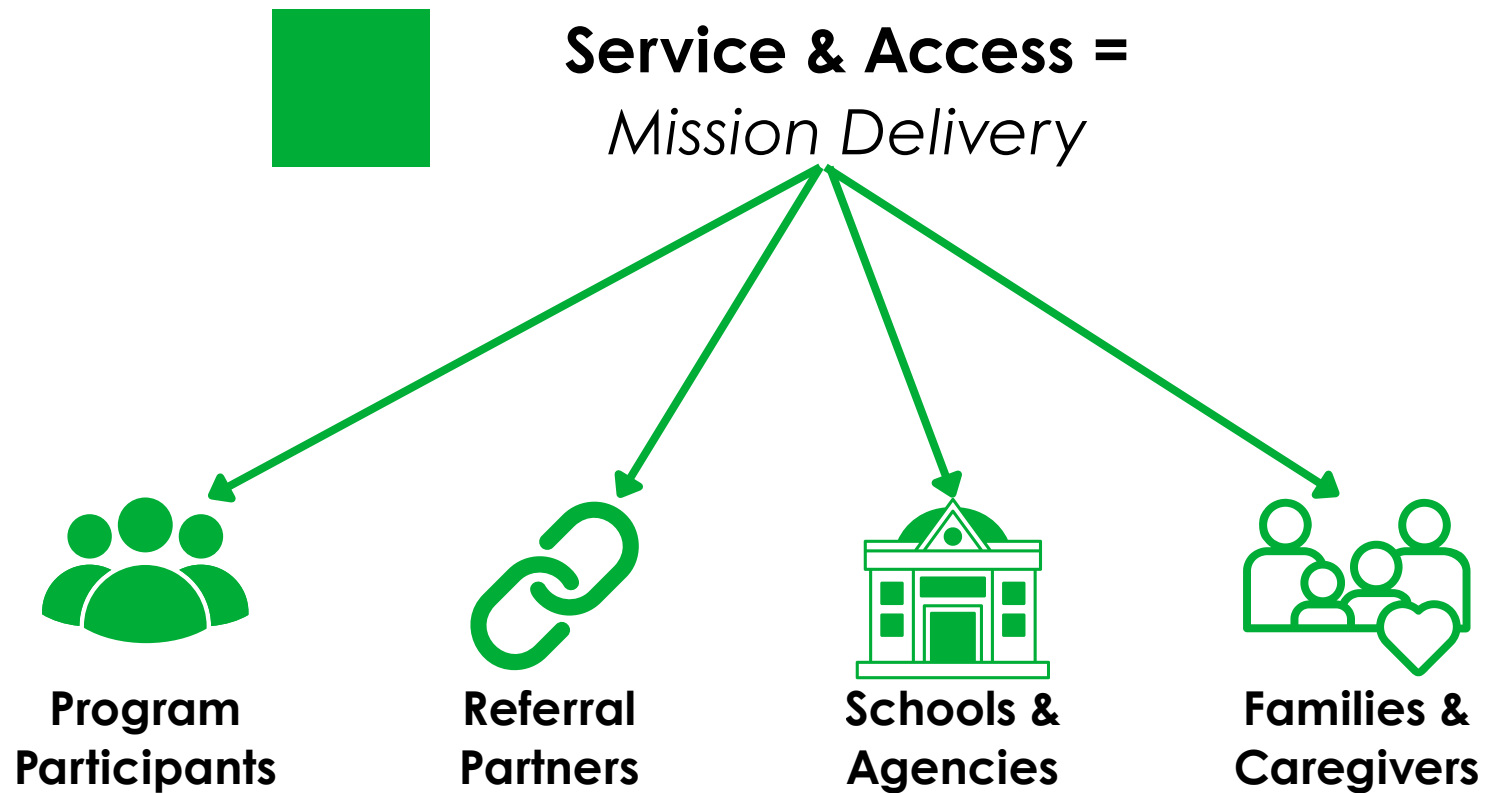 Service & Access =
Mission Delivery
Program
Participants
Referral
Partners
Schools &
Agencies
Families &
Caregivers